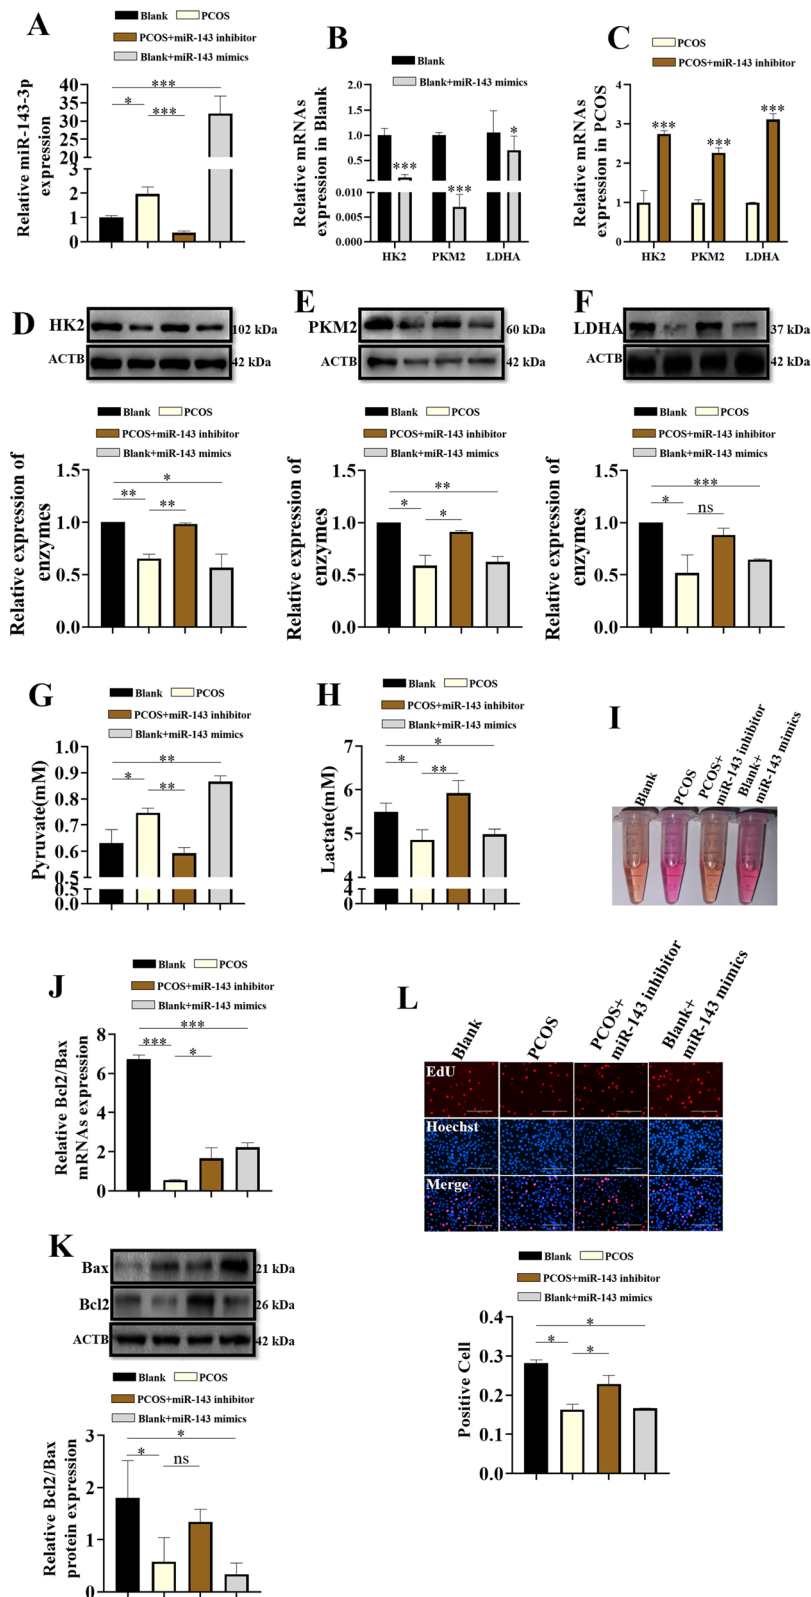 A
Blank
PCOS
PCOS+miR-143 inhibitor
Blank+miR-143 mimics
Relative miR-143-3p
expression
40
35
30
25
20
15
10
3
2
1
0
***
*
***
B
Blank
Blank+miR-143 mimics
Relative mRNAs
expression in Blank
1.5
1.0
0.5
0.010
0.005
0.000
***
***
*
HK2
PKM2
LDHA
C
PCOS
PCOS+miR-143 inhibitor
Relative mRNAs
expression in PCOS
4
3
2
1
0
***
***
***
HK2
PKM2
LDHA
D
HK2
102 kDa
ACTB
42 kDa
Blank
PCOS
PCOS+miR-143 inhibitor
Blank+miR-143 mimics
Relative expression of
enzymes
1.5
1.0
0.5
0.0
*
**
**
E
PKM2
60 kDa
ACTB
42 kDa
Blank
PCOS
PCOS+miR-143 inhibitor
Blank+miR-143 mimics
Relative expression of
enzymes
1.5
1.0
0.5
0.0
**
*
*
F
LDHA
37 kDa
ACTB
42 kDa
Blank
PCOS
PCOS+miR-143 inhibitor
Blank+miR-143 mimics
Relative expression of
enzymes
1.5
1.0
0.5
0.0
***
*
ns
G
Blank
PCOS
PCOS+miR-143 inhibitor
Blank+miR-143 mimics
Pyruvate(mM)
1.0
0.9
0.8
0.7
0.6
0.5
0.0
**
*
**
H
Blank
PCOS
PCOS+miR-143 inhibitor
Blank+miR-143 mimics
Lactate(mM)
7
6
5
4
4
0
*
*
**
I
Blank
PCOS
PCOS+
miR-143 inhibitor
Blank+
miR-143 mimics
J
Blank
PCOS
PCOS+miR-143 inhibitor
Blank+miR-143 mimics
Relative Bcl2/Bax
mRNAs expression
8
6
4
2
0
***
***
*
K
Bax
21 kDa
Bcl2
26 kDa
ACTB
42 kDa
Blank
PCOS
PCOS+miR-143 inhibitor
Blank+miR-143 mimics
Relative Bcl2/Bax
protein expression
3
2
1
0
*
*
ns
L
Blank
PCOS
PCOS+
miR-143 inhibitor
Blank+
miR-143 mimics
EdU
Hoechst
Merge
Blank
PCOS
PCOS+miR-143 inhibitor
Blank+miR-143 mimics
Positive Cell
0.4
0.3
0.2
0.1
0.0
*
*
*